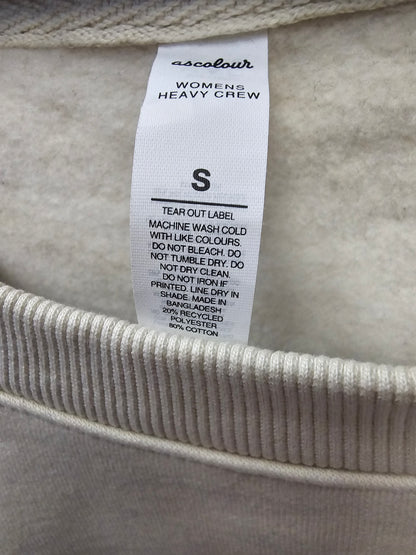 ascolour
WOMENS
HEAVY CREW
S
TEAR OUT LABEL
MACHINE WASH COLD
WITH LIKE COLOURS.
DO NOT BLEACH. DO
NOT TUMBLE DRY. DO
NOT DRY CLEAN.
DO NOT IRON IF
PRINTED. LINE DRY IN
SHADE. MADE IN
BANGLADESH
20% RECYCLED
POLYESTER
80% COTTON